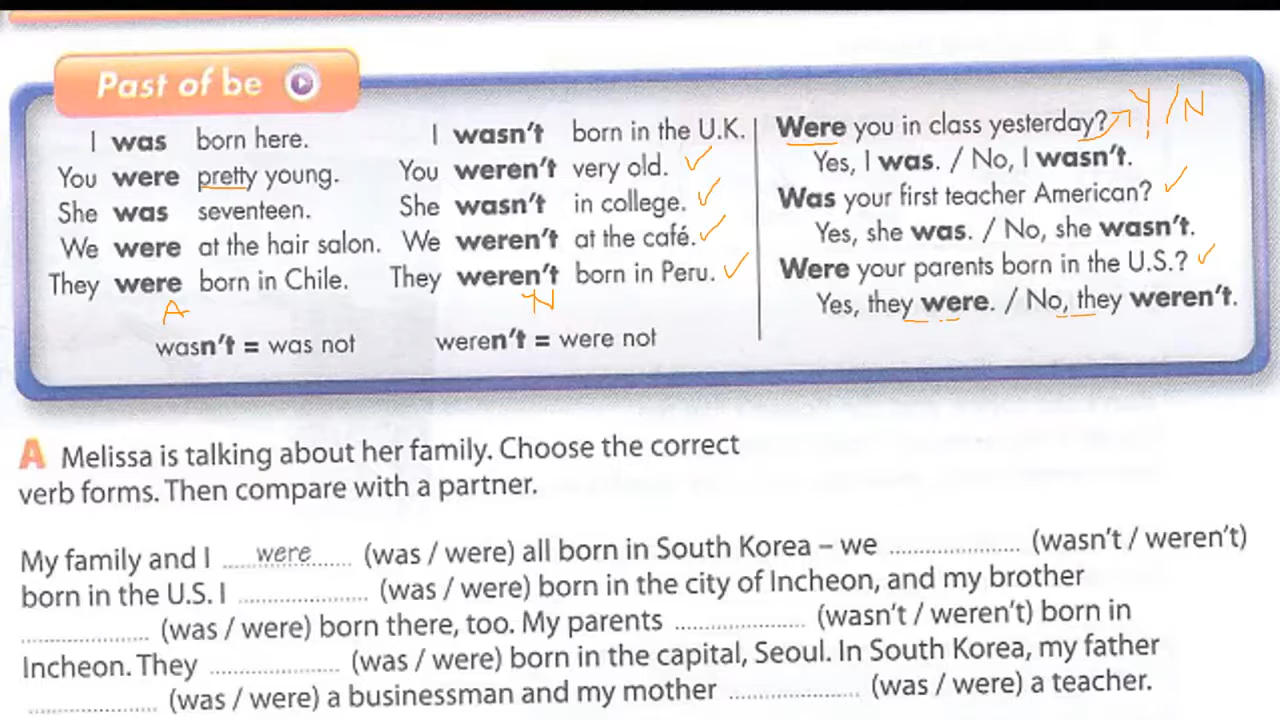 Past of be
I was born here.
You were pretty young.
She was seventeen.
We were at the hair salon.
They were born in Chile.
A
wasn't = was not
I wasn't born in the U.K.
You weren't very old.
She wasn't in college.
We weren't at the café.
They weren't born in Peru.
N
weren't = were not
Were you in class yesterday? Y/N
Yes, I was. / No, I wasn't.
Was your first teacher American?
Yes, she was. / No, she wasn't.
Were your parents born in the U.S.?
Yes, they were. / No, they weren't.
A Melissa is talking about her family. Choose the correct
verb forms. Then compare with a partner.
My family and I were (was / were) all born in South Korea – we .................... (wasn't / weren't)
born in the U.S. I .................... (was / were) born in the city of Incheon, and my brother
.................... (was / were) born there, too. My parents .................... (wasn't / weren't) born in
Incheon. They .................... (was / were) born in the capital, Seoul. In South Korea, my father
.................... (was / were) a businessman and my mother .................... (was / were) a teacher.